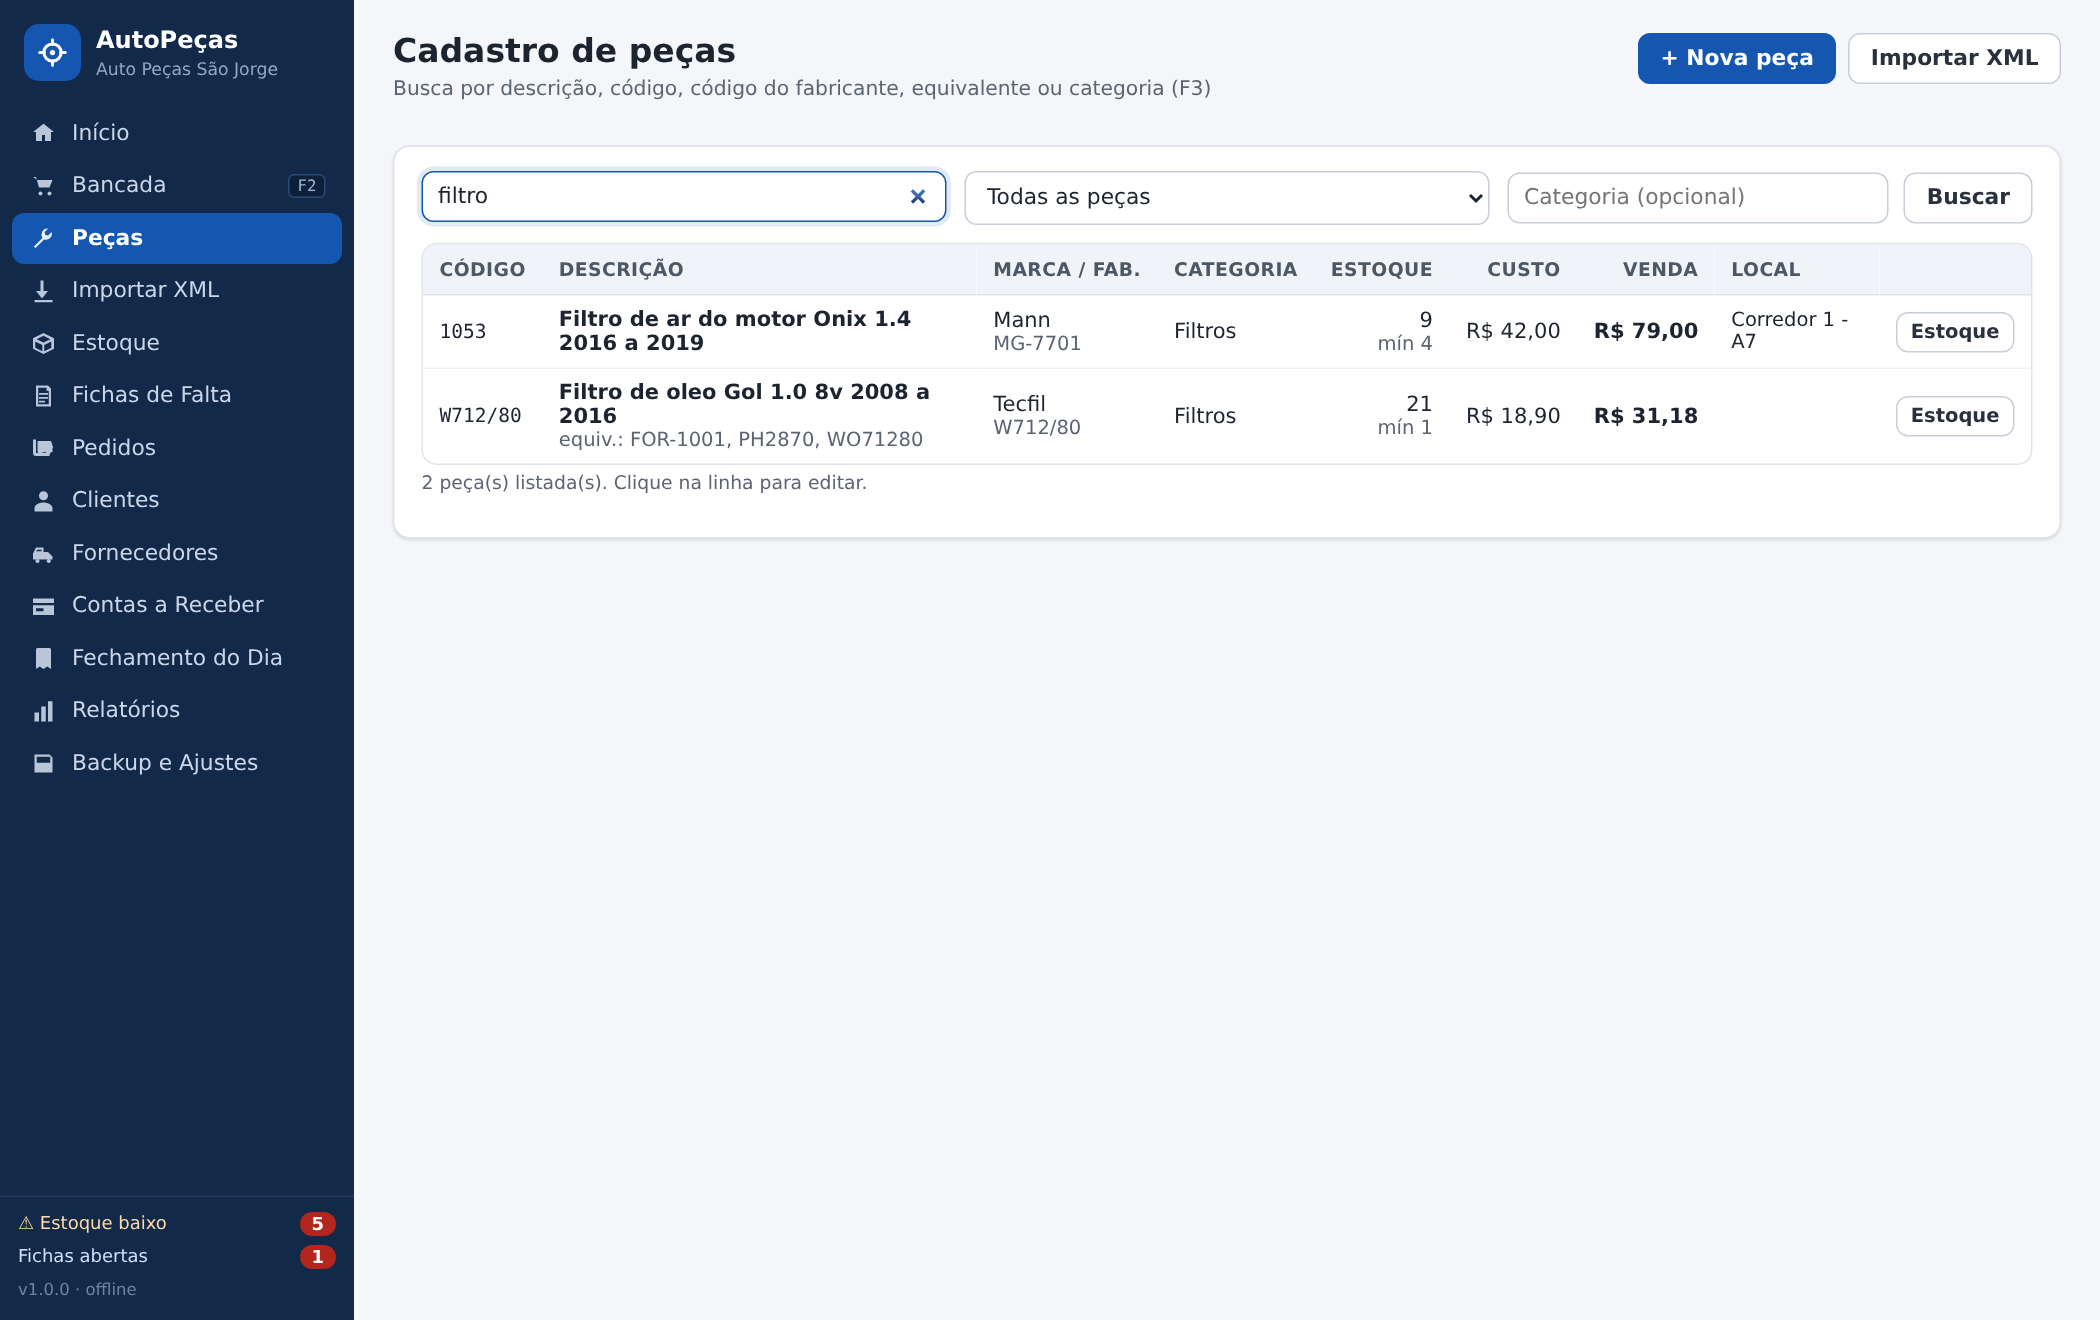 AutoPeças
Auto Peças São Jorge
Início
Bancada F2
Peças
Importar XML
Estoque
Fichas de Falta
Pedidos
Clientes
Fornecedores
Contas a Receber
Fechamento do Dia
Relatórios
Backup e Ajustes
⚠ Estoque baixo 5
Fichas abertas 1
v1.0.0 · offline
Cadastro de peças
Busca por descrição, código, código do fabricante, equivalente ou categoria (F3)
+ Nova peça Importar XML
filtro × Todas as peças Categoria (opcional) Buscar
CÓDIGO DESCRIÇÃO MARCA / FAB. CATEGORIA ESTOQUE CUSTO VENDA LOCAL
1053 Filtro de ar do motor Onix 1.4 Mann Filtros 9 R$ 42,00 R$ 79,00 Corredor 1 - Estoque
2016 a 2019 MG-7701 mín 4 A7
W712/80 Filtro de oleo Gol 1.0 8v 2008 a Tecfil Filtros 21 R$ 18,90 R$ 31,18 Estoque
2016 W712/80 mín 1
equiv.: FOR-1001, PH2870, WO71280
2 peça(s) listada(s). Clique na linha para editar.